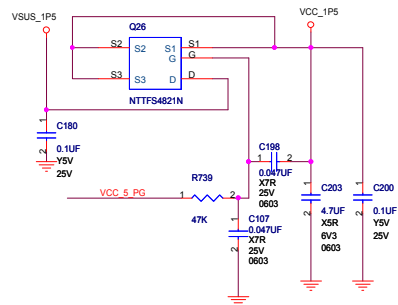 VSUS_1P5
Q26
VCC_1P5
S2 S2 S1 S1
G G
S3 S3 D D
NTTFS4821N
1
C180
2
0.1UF
Y5V
25V
C198
1 2
0.047UF
X7R
25V
0603
R739
VCC_5_PG 1 2
47K
1
C107
0.047UF
2
X7R
25V
0603
1
C203
4.7UF
2
X5R
6V3
0603
1
C200
0.1UF
2
Y5V
25V